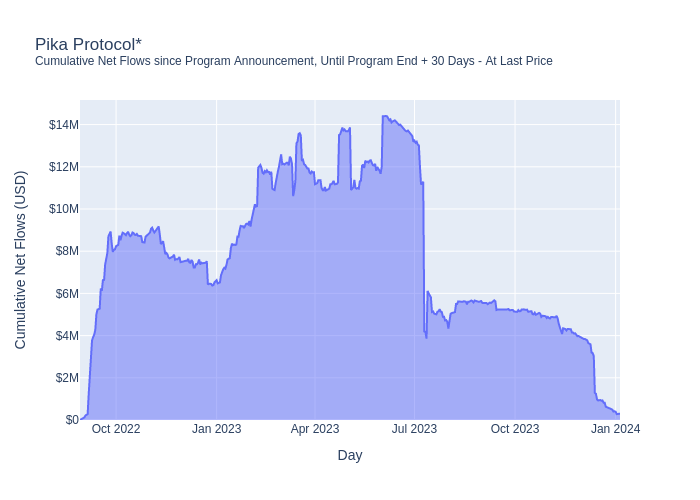 Pika Protocol*
Cumulative Net Flows since Program Announcement, Until Program End + 30 Days - At Last Price
Cumulative Net Flows (USD)
$14M
$12M
$10M
$8M
$6M
$4M
$2M
$0
Oct 2022
Jan 2023
Apr 2023
Jul 2023
Oct 2023
Jan 2024
Day